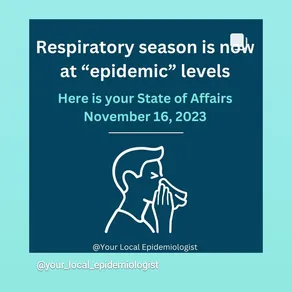 Respiratory season is now
at “epidemic” levels
Here is your State of Affairs
November 16, 2023
@Your Local Epidemiologist
@your_local_epidemiologist